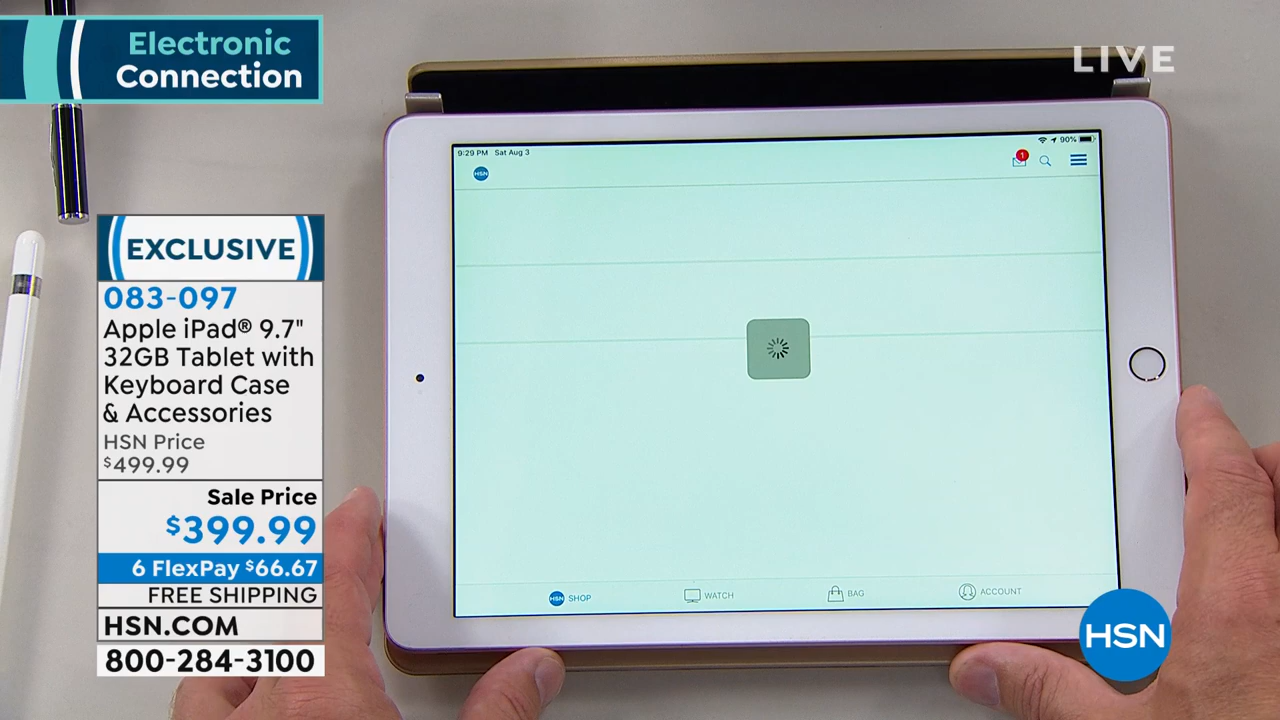 Electronic
Connection
LIVE
EXCLUSIVE
083-097
Apple iPad® 9.7"
32GB Tablet with
Keyboard Case
& Accessories
HSN Price
$499.99
Sale Price
$399.99
6 FlexPay $66.67
FREE SHIPPING
HSN.COM
800-284-3100
9:29 PM Sat Aug 3
90%
HSN
1
HSN SHOP
WATCH
BAG
ACCOUNT
HSN